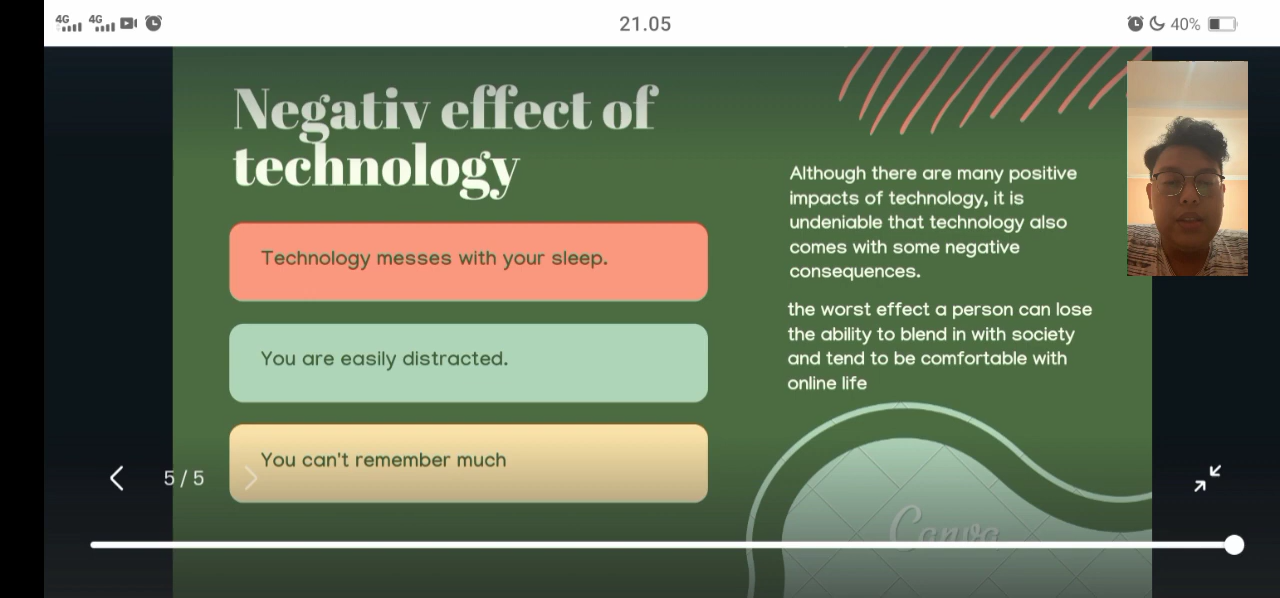 4G 4G 21.05 40%
Negativ effect of
technology
Technology messes with your sleep.
You are easily distracted.
You can't remember much
Although there are many positive
impacts of technology, it is
undeniable that technology also
comes with some negative
consequences.
the worst effect a person can lose
the ability to blend in with society
and tend to be comfortable with
online life
5 / 5
Canva